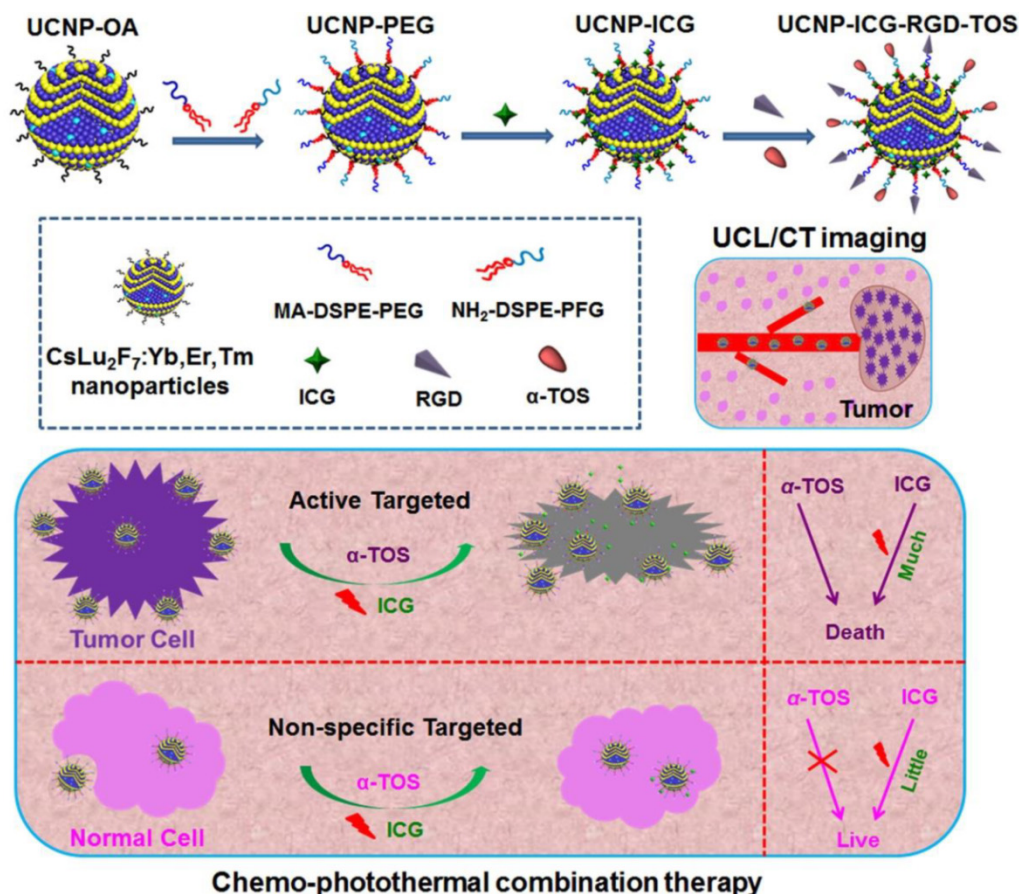 UCNP-OA
UCNP-PEG
UCNP-ICG
UCNP-ICG-RGD-TOS
MA-DSPE-PEG
NH₂-DSPE-PFG
CsLu₂F₇:Yb,Er,Tm
nanoparticles
ICG
RGD
α-TOS
UCL/CT imaging
Tumor
Active Targeted
α-TOS
ICG
Tumor Cell
α-TOS
ICG
Much
Death
Non-specific Targeted
α-TOS
ICG
Normal Cell
α-TOS
ICG
Little
Live
Chemo-photothermal combination therapy